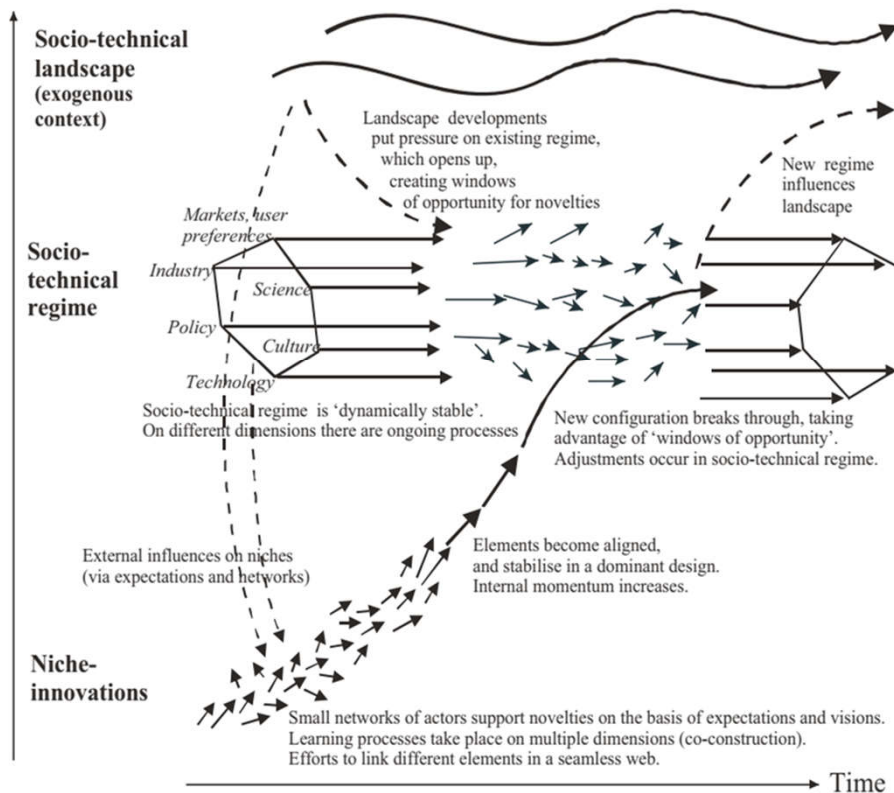 Socio-technical
landscape
(exogenous
context)
Landscape developments
put pressure on existing regime,
which opens up,
creating windows
of opportunity for novelties
New regime
influences
landscape
Markets, user
preferences
Socio-
technical
regime
Industry
Science
Policy
Culture
Technology
Socio-technical regime is ‘dynamically stable’.
On different dimensions there are ongoing processes
New configuration breaks through, taking
advantage of ‘windows of opportunity’.
Adjustments occur in socio-technical regime.
External influences on niches
(via expectations and networks)
Elements become aligned,
and stabilise in a dominant design.
Internal momentum increases.
Niche-
innovations
Small networks of actors support novelties on the basis of expectations and visions.
Learning processes take place on multiple dimensions (co-construction).
Efforts to link different elements in a seamless web.
Time